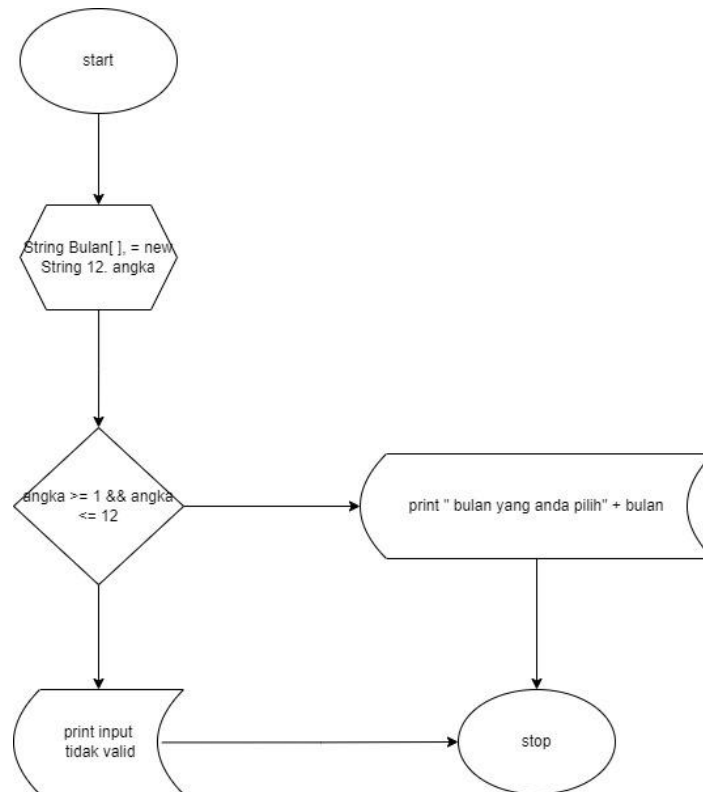 start
String Bulan[ ], = new
String 12. angka
angka >= 1 && angka
<= 12
print " bulan yang anda pilih" + bulan
print input
tidak valid
stop